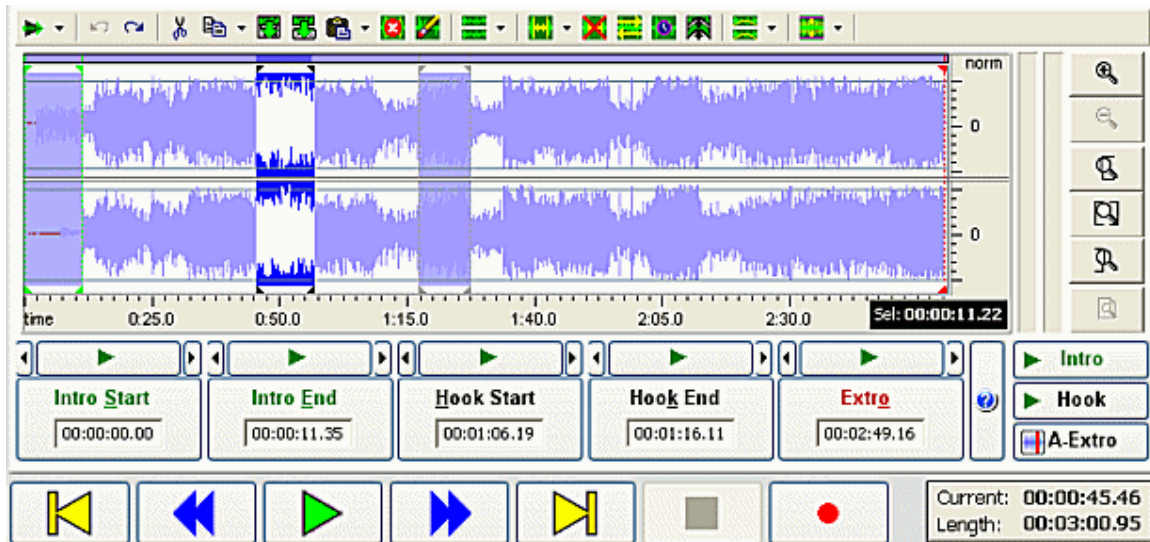 norm
0
0
time 0:25.0 0:50.0 1:15.0 1:40.0 2:05.0 2:30.0 Sel: 00:00:11.22
Intro Start Intro End Hook Start Hook End Extro
00:00:00.00 00:00:11.35 00:01:06.19 00:01:16.11 00:02:49.16
Intro
Hook
A-Extro
Current: 00:00:45.46
Length: 00:03:00.95